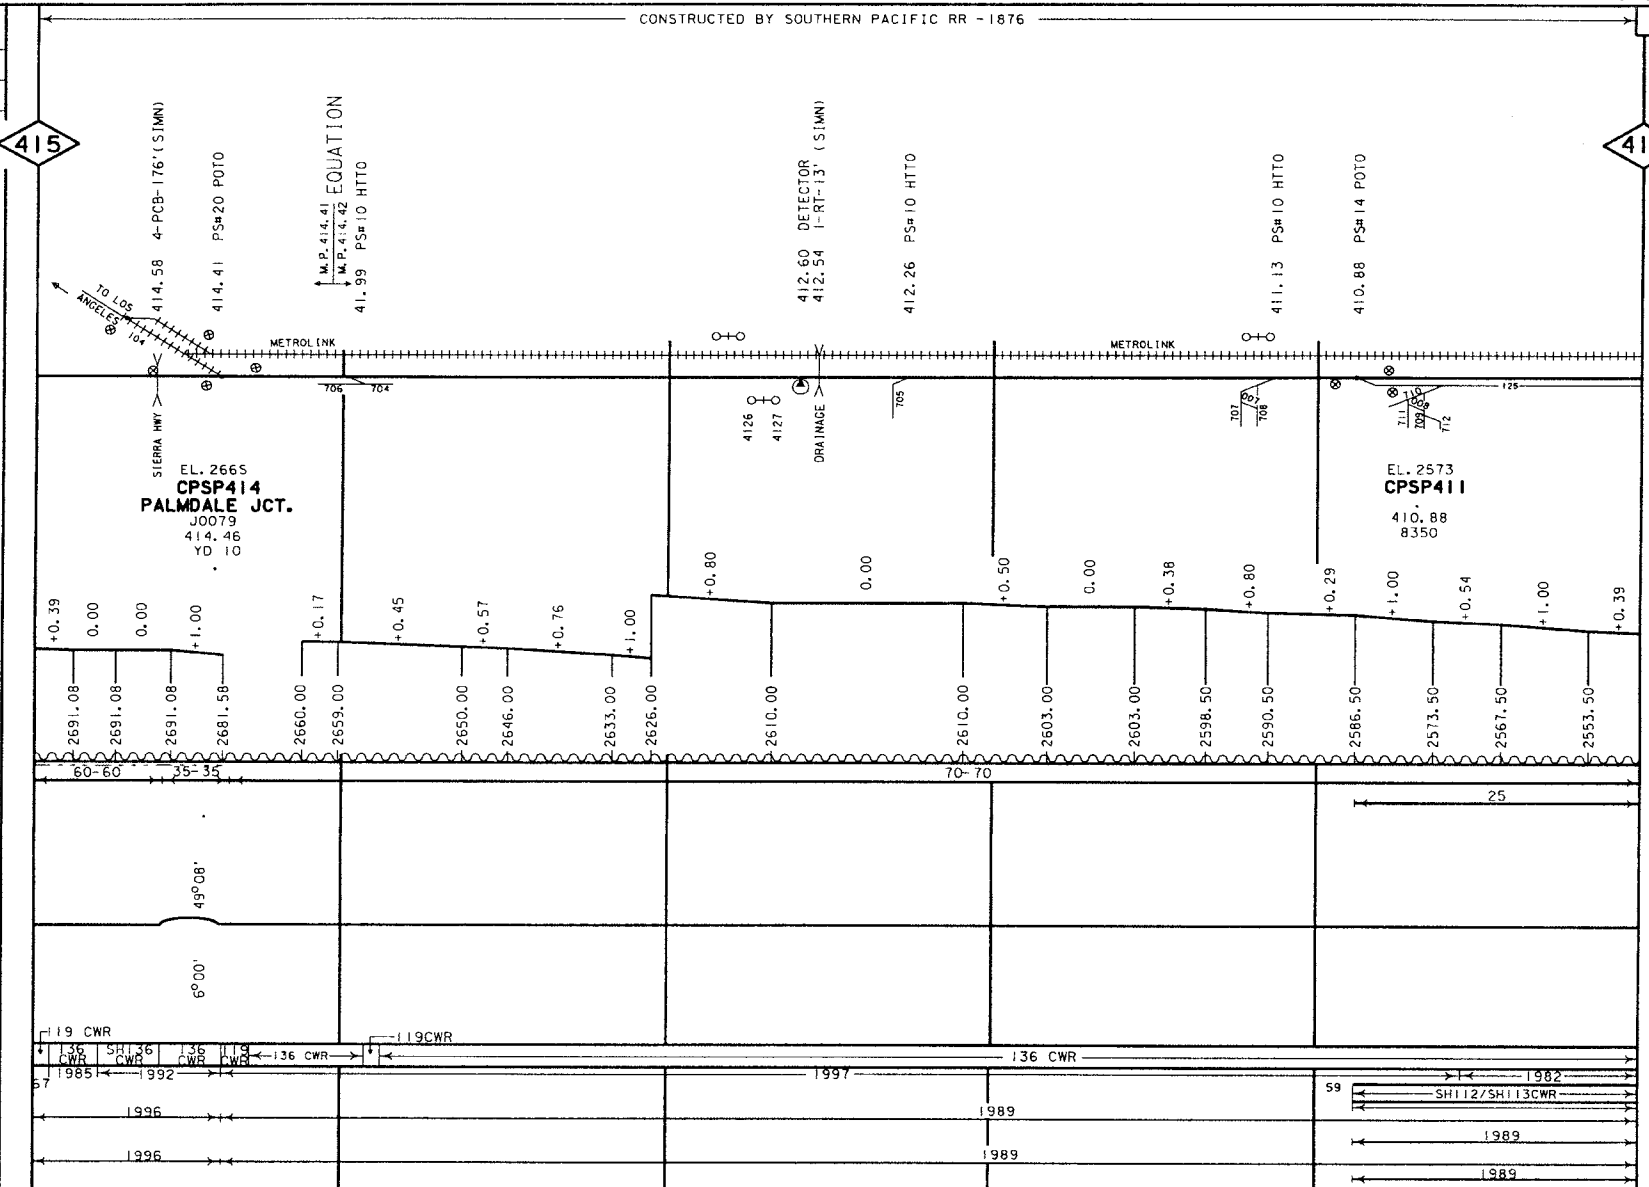 CONSTRUCTED BY SOUTHERN PACIFIC RR -1876
415
41
414.58 4-PCB-176'(SIMN)
414.41 PS#20 POTO
M.P. 414.41
M.P. 414.42
EQUATION
41.99 PS#10 HTTO
412.60 DETECTOR
412.54 1-RT-13' (SIMN)
412.26 PS#10 HTTO
411.13 PS#10 HTTO
410.88 PS#14 POTO
TO LOS
ANGELES
104
METROLINK
METROLINK
706
704
705
707
007
708
710
008
711
709
712
125
4126
4127
SIERRA HWY
DRAINAGE
EL. 2665
CPSP414
PALMDALE JCT.
J0079
414.46
YD 10
EL. 2573
CPSP411
410.88
8350
+0.39
0.00
0.00
+1.00
+0.17
+0.45
+0.57
+0.76
+1.00
+0.80
0.00
+0.50
0.00
+0.38
+0.80
+0.29
+1.00
+0.54
+1.00
+0.39
2691.08
2691.08
2691.08
2681.58
2660.00
2659.00
2650.00
2646.00
2633.00
2626.00
2610.00
2610.00
2603.00
2603.00
2598.50
2590.50
2586.50
2573.50
2567.50
2553.50
60-60
35-35
70-70
25
49°08'
6°00'
119 CWR
119CWR
136 CWR
SH136 CWR
136 CWR
119 CWR
136 CWR
136 CWR
67
1985
1992
1997
1982
59
SH112/SH113CWR
1996
1989
1989
1996
1989
1989